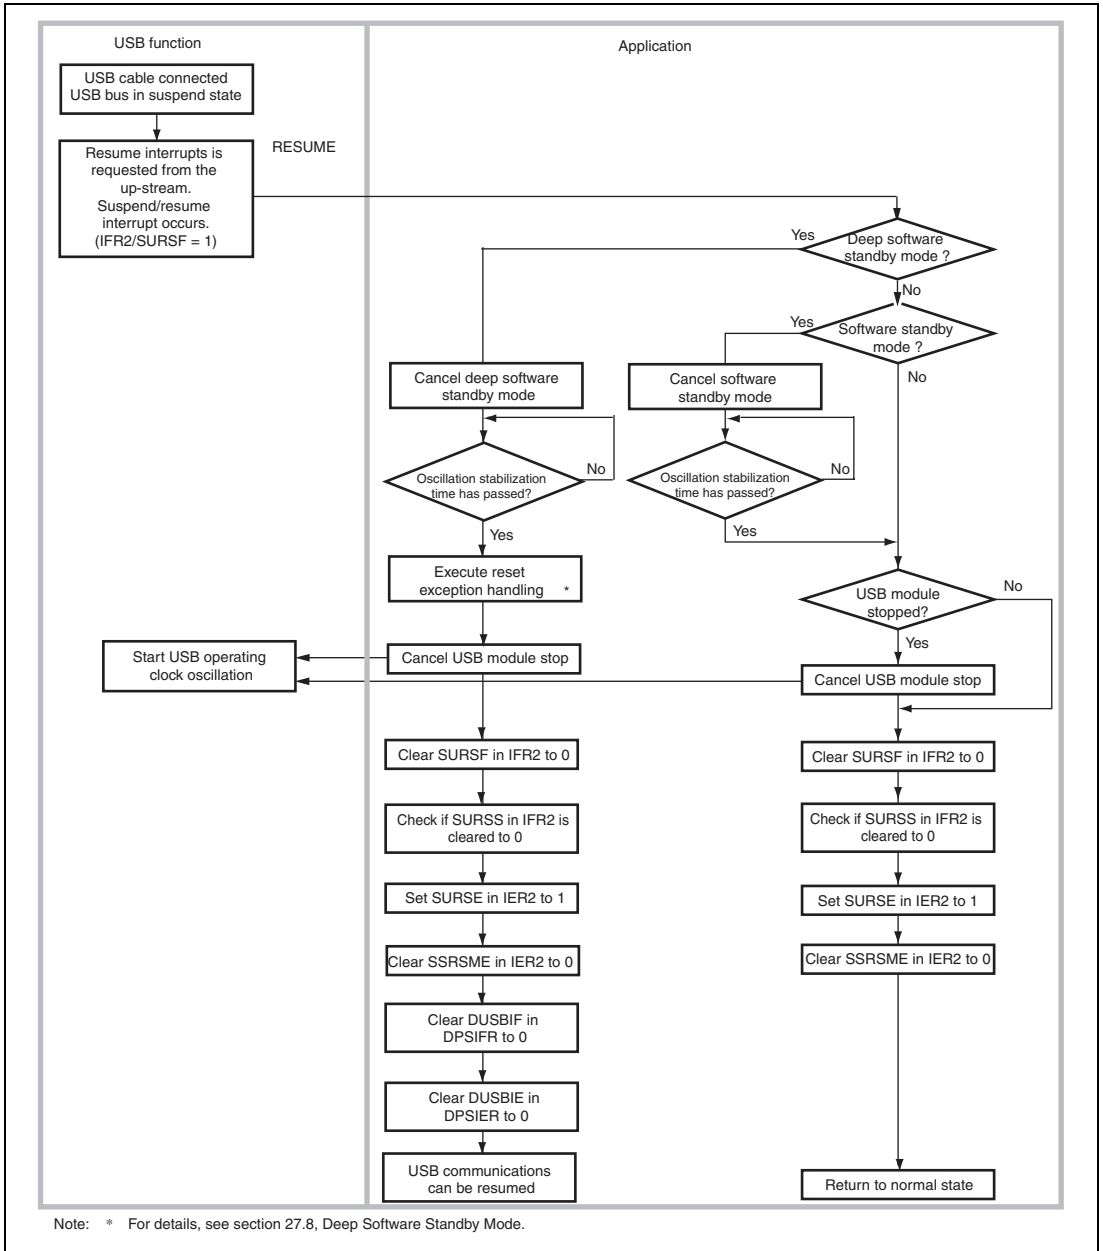 USB function
Application
USB cable connected
USB bus in suspend state
Resume interrupts is
requested from the
up-stream.
Suspend/resume
interrupt occurs.
(IFR2/SURSF = 1)
RESUME
Yes
Deep software
standby mode ?
No
Yes
Software standby
mode ?
No
Cancel deep software
standby mode
Cancel software
standby mode
Oscillation stabilization
time has passed?
No
Oscillation stabilization
time has passed?
No
Yes
Yes
Execute reset
exception handling *
USB module
stopped?
No
Yes
Start USB operating
clock oscillation
Cancel USB module stop
Cancel USB module stop
Clear SURSF in IFR2 to 0
Clear SURSF in IFR2 to 0
Check if SURSS in IFR2 is
cleared to 0
Check if SURSS in IFR2 is
cleared to 0
Set SURSE in IER2 to 1
Set SURSE in IER2 to 1
Clear SSRSME in IER2 to 0
Clear SSRSME in IER2 to 0
Clear DUSBIF in
DPSIFR to 0
Clear DUSBIE in
DPSIER to 0
USB communications
can be resumed
Return to normal state
Note: * For details, see section 27.8, Deep Software Standby Mode.